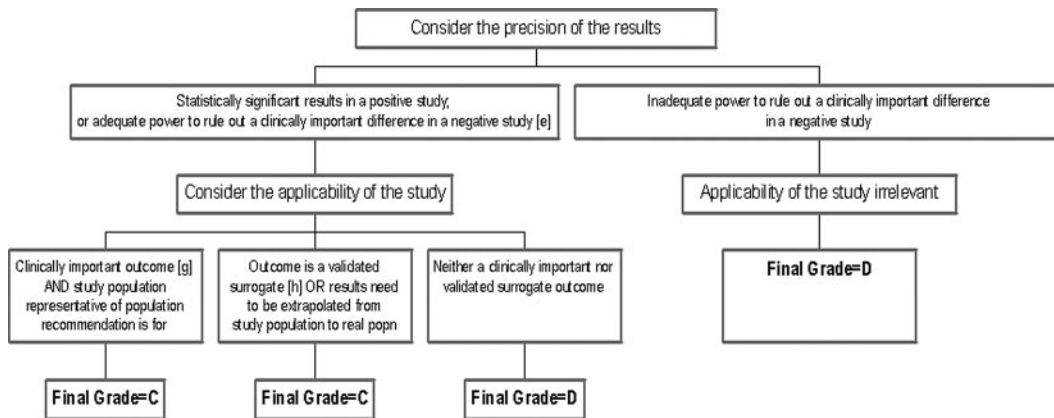 Consider the precision of the results
Statistically significant results in a positive study;
or adequate power to rule out a clinically important difference in a negative study [e]
Inadequate power to rule out a clinically important difference
in a negative study
Consider the applicability of the study
Applicability of the study irrelevant
Clinically important outcome [g]
AND study population
representative of population
recommendation is for
Outcome is a validated
surrogate [h] OR results need
to be extrapolated from
study population to real popn
Neither a clinically important nor
validated surrogate outcome
Final Grade=D
Final Grade=C
Final Grade=C
Final Grade=D